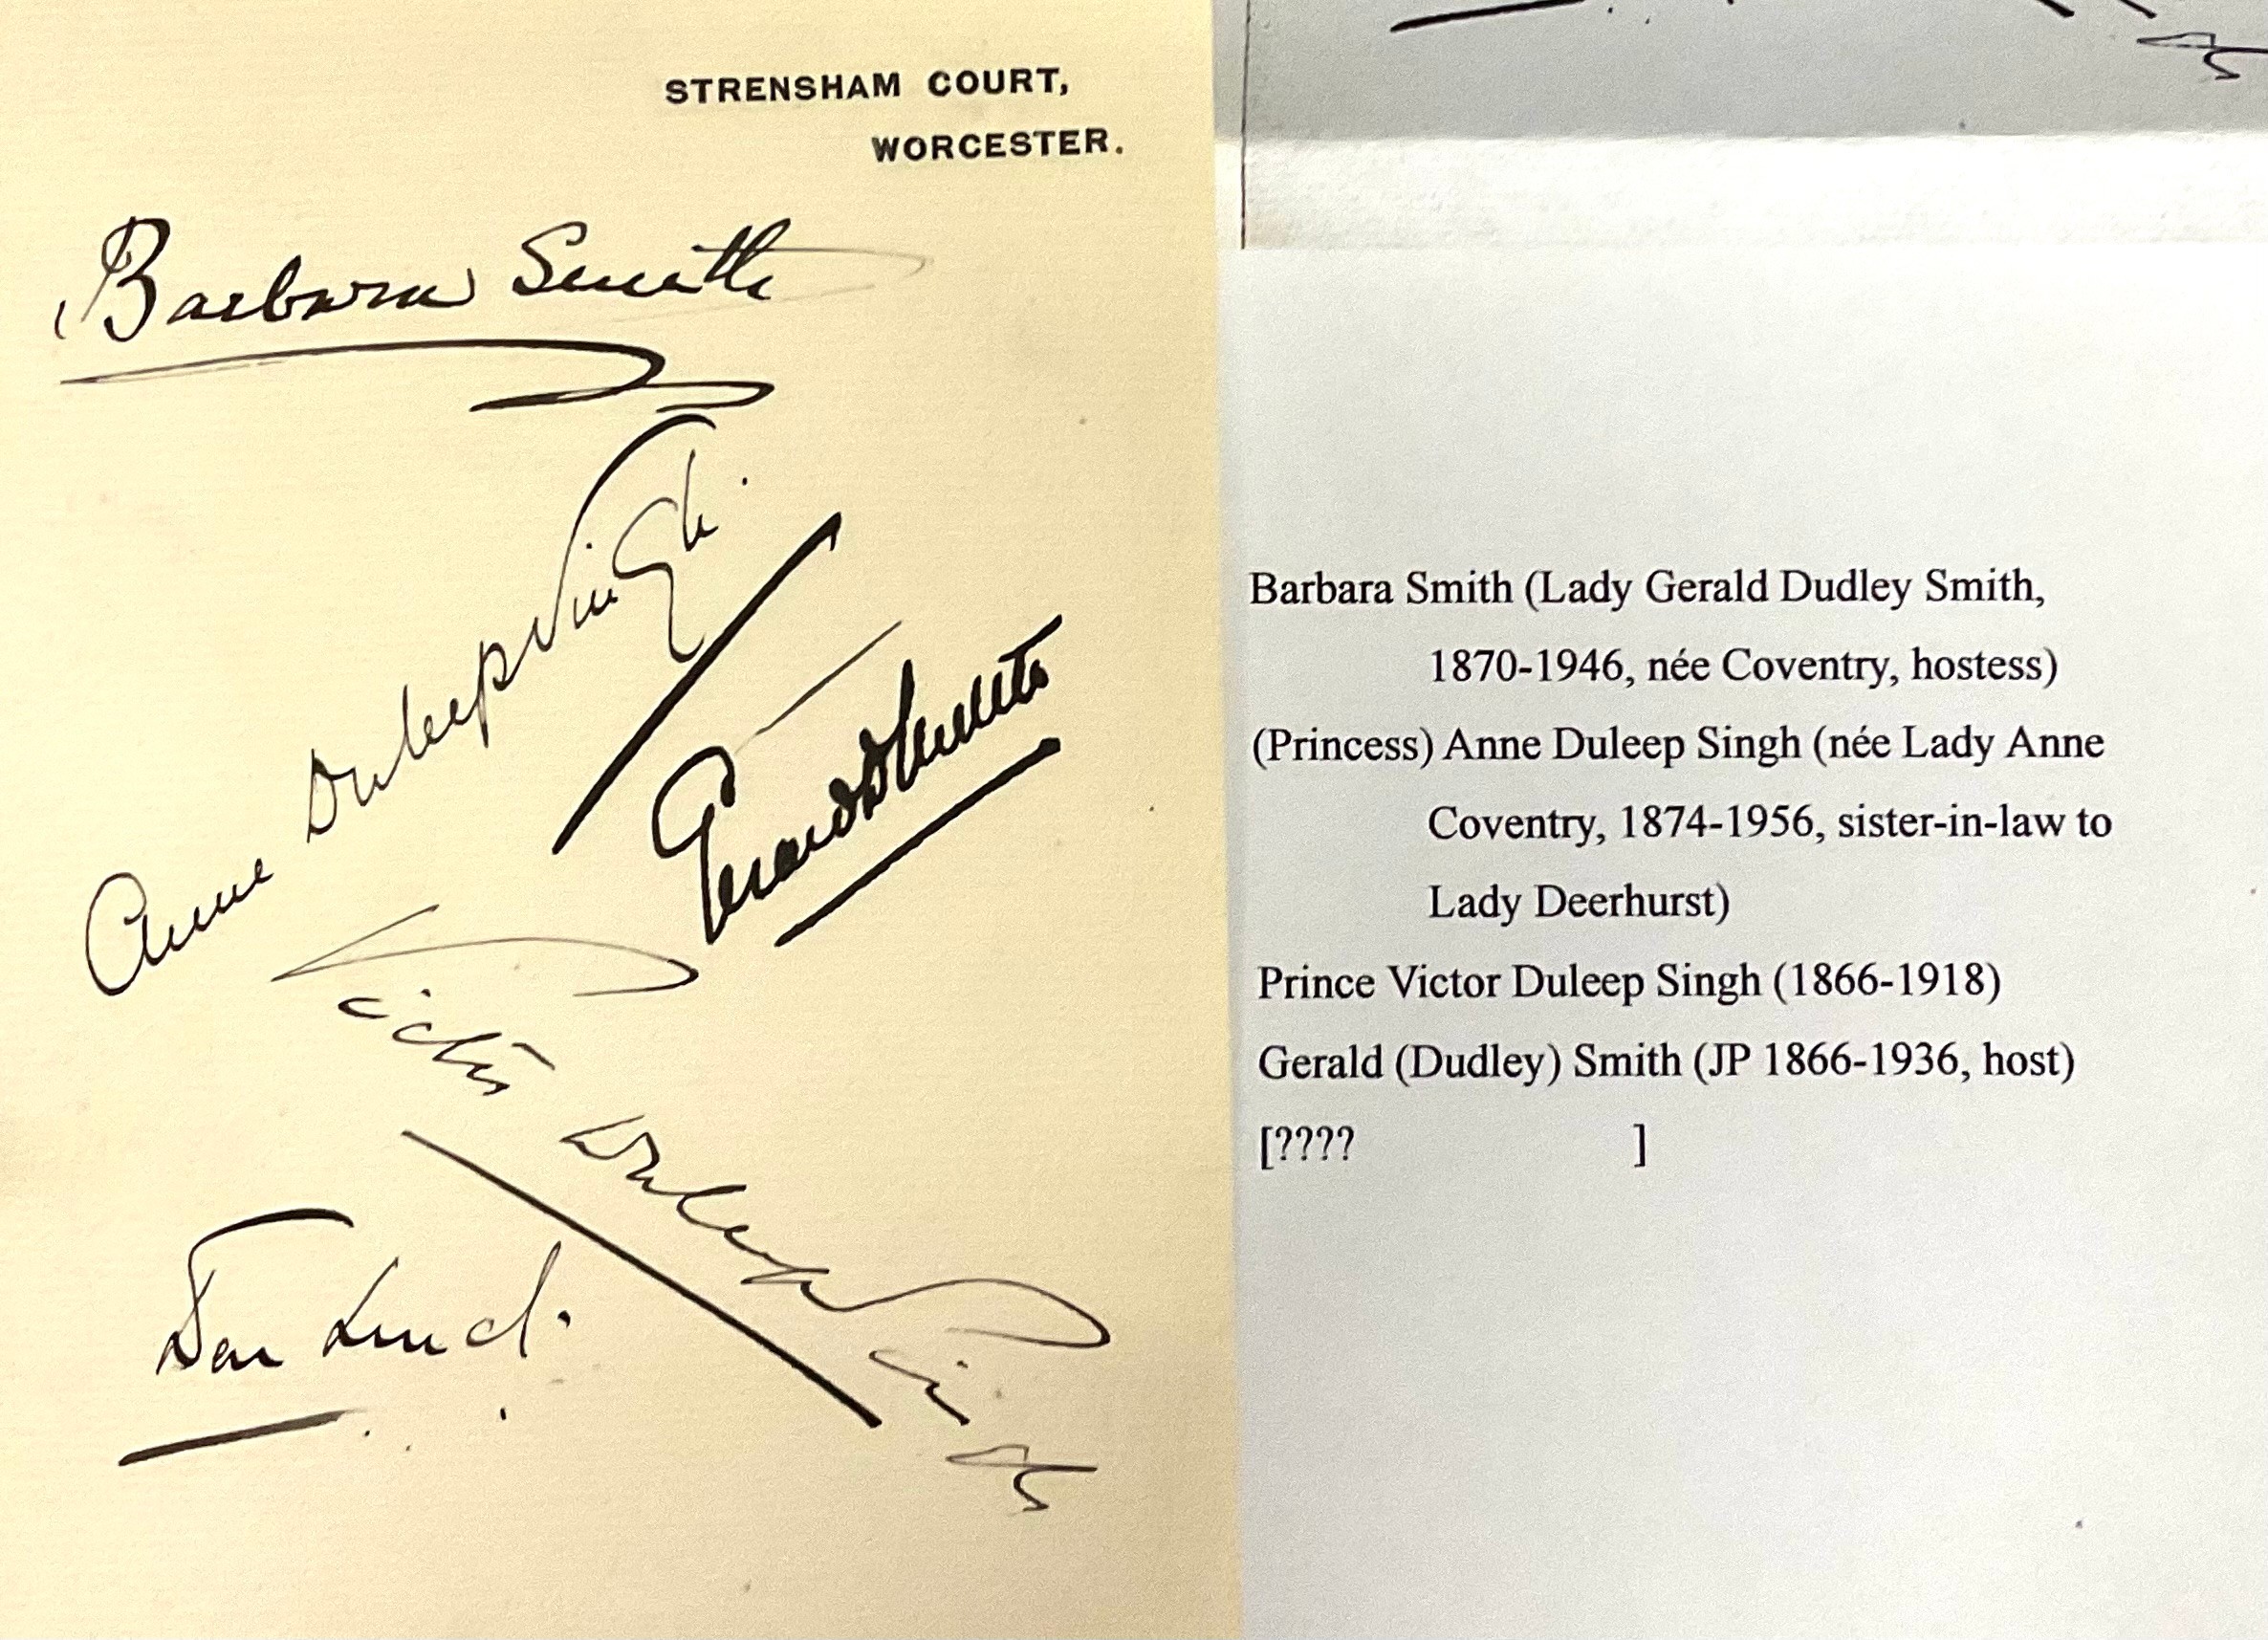 STRENSHAM COURT,
WORCESTER.
Barbara Smith
Anne Duleep Singh.
Gerald D Smith
Victor Duleep Singh
Barbara Smith (Lady Gerald Dudley Smith,
1870-1946, née Coventry, hostess)
(Princess) Anne Duleep Singh (née Lady Anne
Coventry, 1874-1956, sister-in-law to
Lady Deerhurst)
Prince Victor Duleep Singh (1866-1918)
Gerald (Dudley) Smith (JP 1866-1936, host)
[???? ]